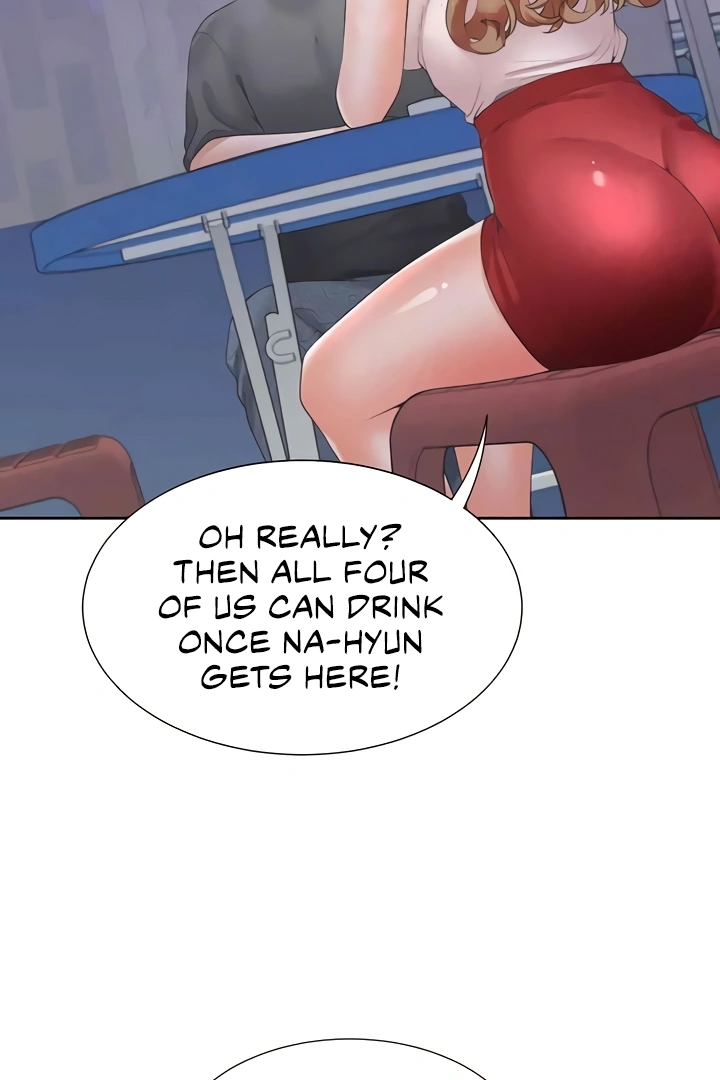 OH REALLY?
THEN ALL FOUR
OF US CAN DRINK
ONCE NA-HYUN
GETS HERE!